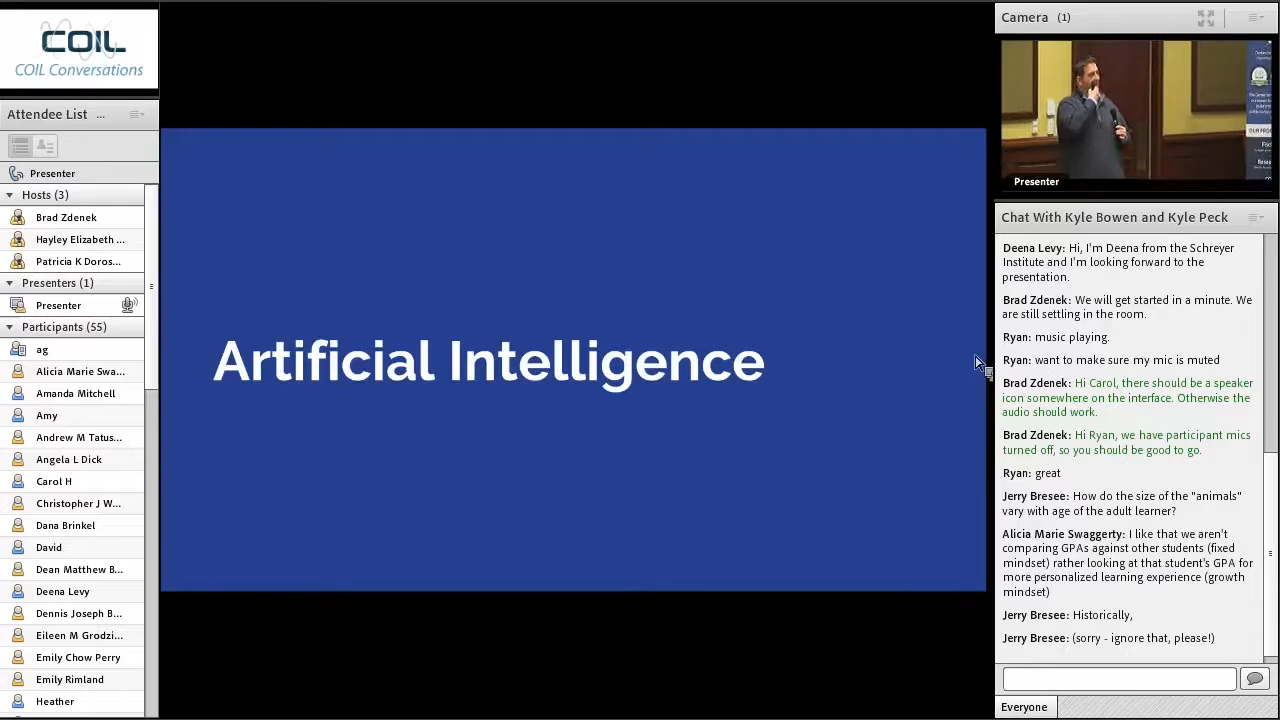 COIL
COIL Conversations
Attendee List ...
Presenter
Hosts (3)
Brad Zdenek
Hayley Elizabeth ...
Patricia K Doros...
Presenters (1)
Presenter
Participants (55)
ag
Alicia Marie Swa...
Amanda Mitchell
Amy
Andrew M Tatus...
Angela L Dick
Carol H
Christopher J W...
Dana Brinkel
David
Dean Matthew B...
Deena Levy
Dennis Joseph B...
Eileen M Grodzi...
Emily Chow Perry
Emily Rimland
Heather
Artificial Intelligence
Camera (1)
OUR PROG
Presenter
Chat With Kyle Bowen and Kyle Peck
Deena Levy: Hi, I'm Deena from the Schreyer
Institute and I'm looking forward to the
presentation.
Brad Zdenek: We will get started in a minute. We
are still settling in the room.
Ryan: music playing.
Ryan: want to make sure my mic is muted
Brad Zdenek: Hi Carol, there should be a speaker
icon somewhere on the interface. Otherwise the
audio should work.
Brad Zdenek: Hi Ryan, we have participant mics
turned off, so you should be good to go.
Ryan: great
Jerry Bresee: How do the size of the "animals"
vary with age of the adult learner?
Alicia Marie Swaggerty: I like that we aren't
comparing GPAs against other students (fixed
mindset) rather looking at that student's GPA for
more personalized learning experience (growth
mindset)
Jerry Bresee: Historically,
Jerry Bresee: (sorry - ignore that, please!)
Everyone